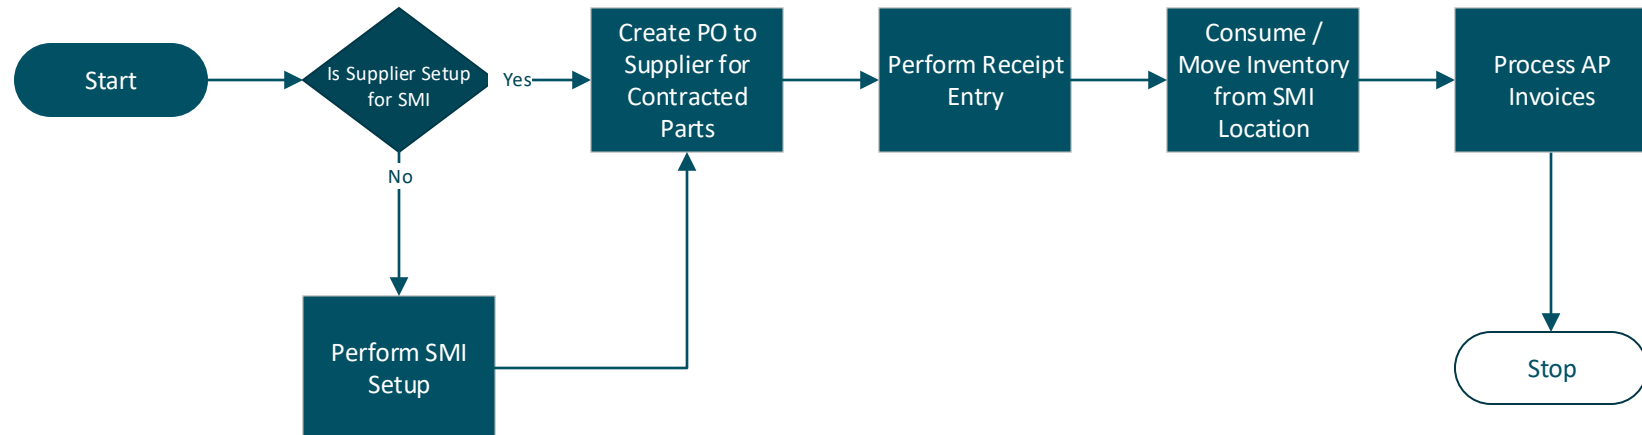 Start
Is Supplier Setup
for SMI
Yes
No
Create PO to
Supplier for
Contracted
Parts
Perform Receipt
Entry
Consume /
Move Inventory
from SMI
Location
Process AP
Invoices
Perform SMI
Setup
Stop